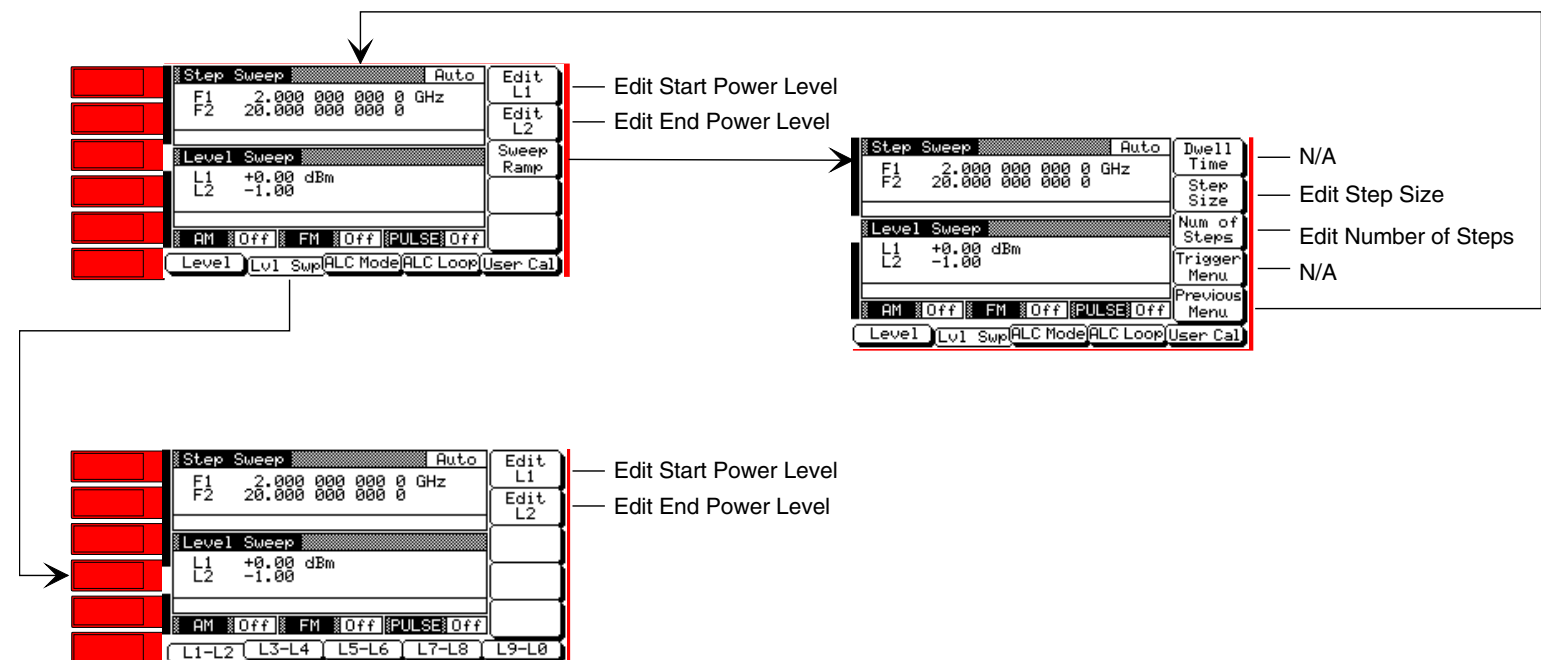 Step Sweep Auto
F1 2.000 000 000 0 GHz
F2 20.000 000 000 0
Level Sweep
L1 +0.00 dBm
L2 -1.00
AM Off FM Off PULSE Off
Level Lvl Swp ALC Mode ALC Loop User Cal
Edit
L1
Edit
L2
Sweep
Ramp
Edit Start Power Level
Edit End Power Level
Step Sweep Auto
F1 2.000 000 000 0 GHz
F2 20.000 000 000 0
Level Sweep
L1 +0.00 dBm
L2 -1.00
AM Off FM Off PULSE Off
Level Lvl Swp ALC Mode ALC Loop User Cal
Dwell
Time
Step
Size
Num of
Steps
Trigger
Menu
Previous
Menu
N/A
Edit Step Size
Edit Number of Steps
N/A
Step Sweep Auto
F1 2.000 000 000 0 GHz
F2 20.000 000 000 0
Level Sweep
L1 +0.00 dBm
L2 -1.00
AM Off FM Off PULSE Off
L1-L2 L3-L4 L5-L6 L7-L8 L9-L0
Edit
L1
Edit
L2
Edit Start Power Level
Edit End Power Level